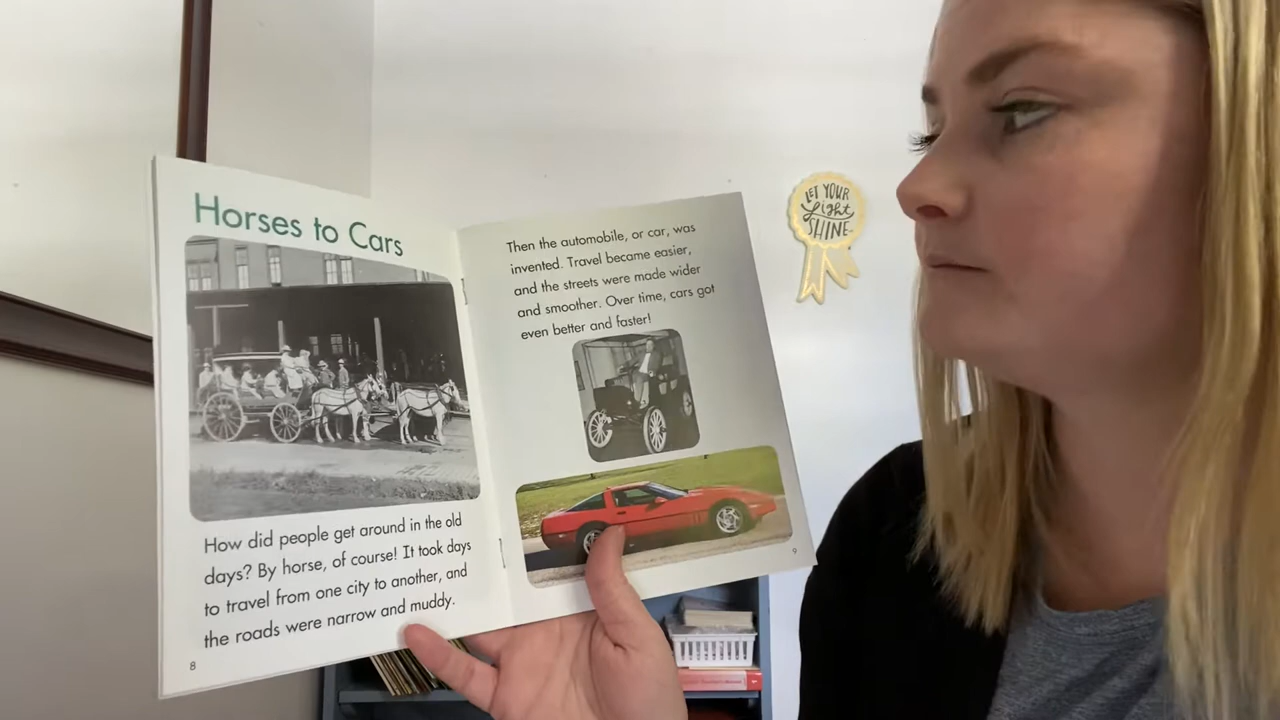 Horses to Cars
How did people get around in the old
days? By horse, of course! It took days
to travel from one city to another, and
the roads were narrow and muddy.
8
Then the automobile, or car, was
invented. Travel became easier,
and the streets were made wider
and smoother. Over time, cars got
even better and faster!
9
LET YOUR
light
SHINE